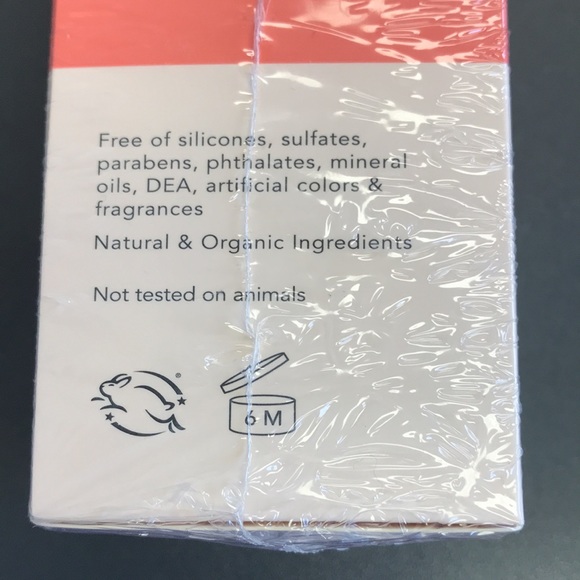 Free of silicones, sulfates,
parabens, phthalates, mineral
oils, DEA, artificial colors &
fragrances
Natural & Organic Ingredients
Not tested on animals
®
6 M